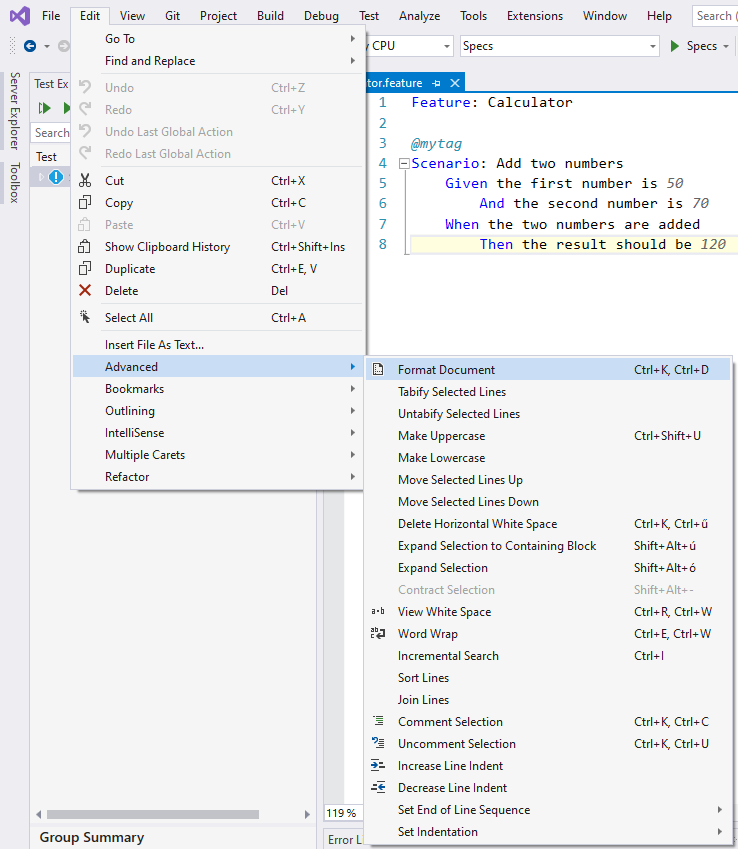 File Edit View Git Project Build Debug Test Analyze Tools Extensions Window Help Search (
CPU Specs Specs
Server Explorer
Toolbox
Test Ex
Search
Test
Go To
Find and Replace
Undo Ctrl+Z
Redo Ctrl+Y
Undo Last Global Action
Redo Last Global Action
Cut Ctrl+X
Copy Ctrl+C
Paste Ctrl+V
Show Clipboard History Ctrl+Shift+Ins
Duplicate Ctrl+E, V
Delete Del
Select All Ctrl+A
Insert File As Text...
Advanced
Bookmarks
Outlining
IntelliSense
Multiple Carets
Refactor
tor.feature
1 Feature: Calculator
2
3 @mytag
4 Scenario: Add two numbers
5 Given the first number is 50
6 And the second number is 70
7 When the two numbers are added
8 Then the result should be 120
Format Document Ctrl+K, Ctrl+D
Tabify Selected Lines
Untabify Selected Lines
Make Uppercase Ctrl+Shift+U
Make Lowercase
Move Selected Lines Up
Move Selected Lines Down
Delete Horizontal White Space Ctrl+K, Ctrl+ű
Expand Selection to Containing Block Shift+Alt+ú
Expand Selection Shift+Alt+ó
Contract Selection Shift+Alt+-
View White Space Ctrl+R, Ctrl+W
Word Wrap Ctrl+E, Ctrl+W
Incremental Search Ctrl+I
Sort Lines
Join Lines
Comment Selection Ctrl+K, Ctrl+C
Uncomment Selection Ctrl+K, Ctrl+U
Increase Line Indent
Decrease Line Indent
Set End of Line Sequence
Set Indentation
119 %
Group Summary
Error L